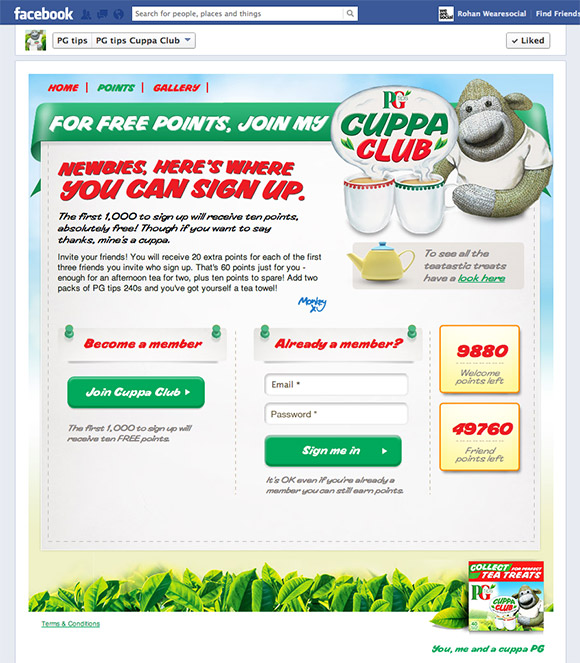 facebook
Search for people, places and things
Rohan Wearesocial
Find Friends
PG tips
PG tips Cuppa Club
Liked
HOME | POINTS | GALLERY |
PG
tips
CUPPA
CLUB
FOR FREE POINTS, JOIN MY
NEWBIES, HERE'S WHERE
YOU CAN SIGN UP.
The first 1,000 to sign up will receive ten points,
absolutely free! Though if you want to say
thanks, mine's a cuppa.
Invite your friends! You will receive 20 extra points for each of the first
three friends you invite who sign up. That's 60 points just for you -
enough for an afternoon tea for two, plus ten points to spare! Add two
packs of PG tips 240s and you've got yourself a tea towel!
Monkey
x
To see all the
teatastic treats
have a look here
Become a member
Join Cuppa Club
The first 1,000 to sign up will
receive ten FREE points.
Already a member?
Email *
Password *
Sign me in
It's OK even if you're already a
member you can still earn points.
9880
Welcome
points left
49760
Friend
points left
COLLECT FOR PERFECT
TEA TREATS
PG
CUPPA
CLUB
Terms & Conditions
You, me and a cuppa PG